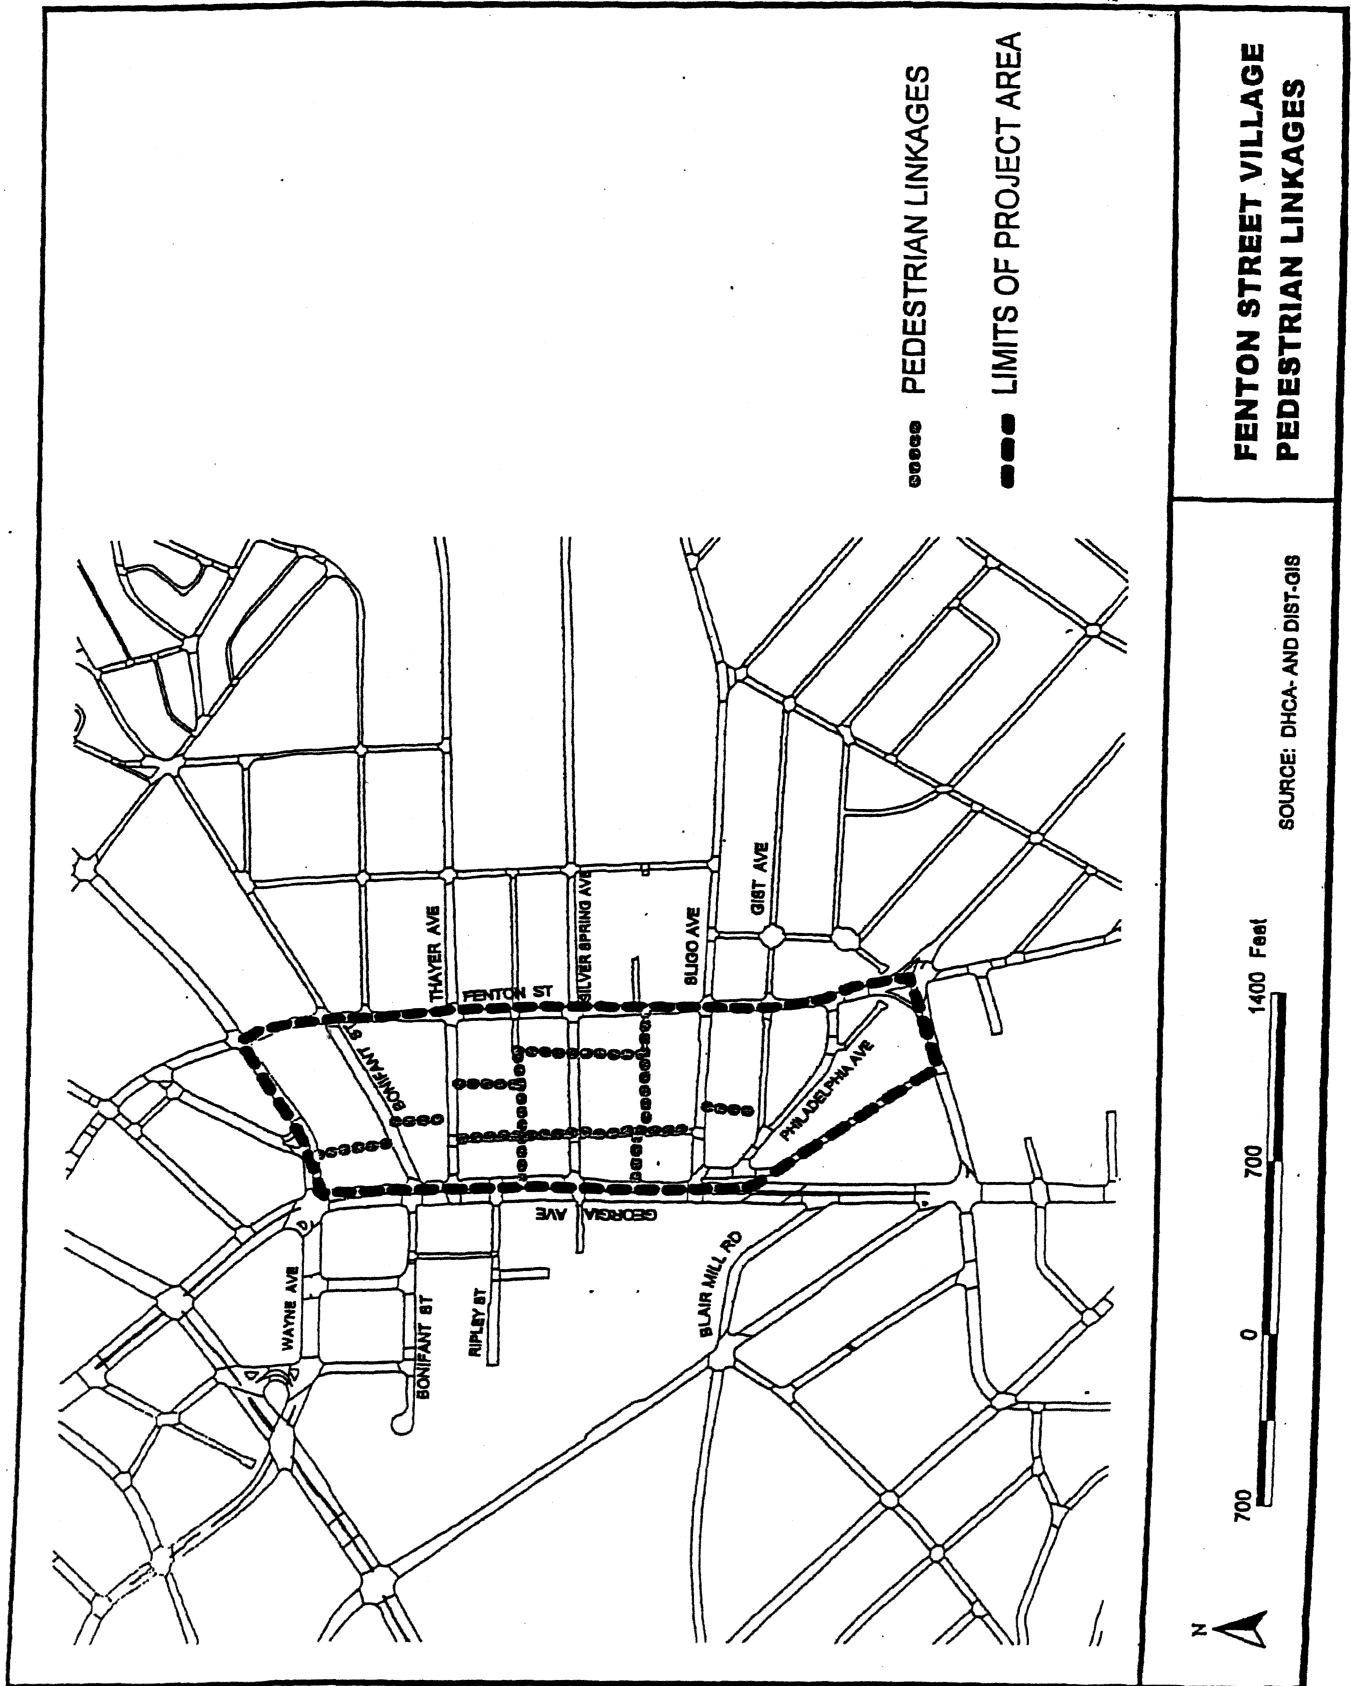 PEDESTRIAN LINKAGES
LIMITS OF PROJECT AREA
THAYER AVE
FENTON ST
SILVER SPRING AVE
SLIGO AVE
GIST AVE
BONIFANT ST
PHILADELPHIA AVE
GEORGIA AVE
WAYNE AVE
BONIFANT ST
RIPLEY ST
BLAIR MILL RD
N
700 0 700 1400 Feet
SOURCE: DHCA- AND DIST-GIS
FENTON STREET VILLAGE
PEDESTRIAN LINKAGES